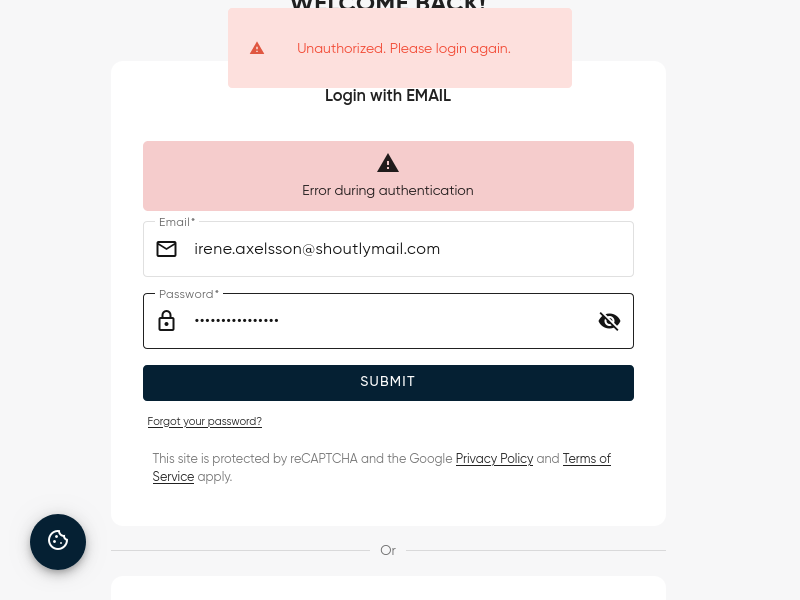 WELCOME BACK!
Unauthorized. Please login again.
Login with EMAIL
Error during authentication
Email*
irene.axelsson@shoutlymail.com
Password*
••••••••••••••••
SUBMIT
Forgot your password?
This site is protected by reCAPTCHA and the Google Privacy Policy and Terms of
Service apply.
Or